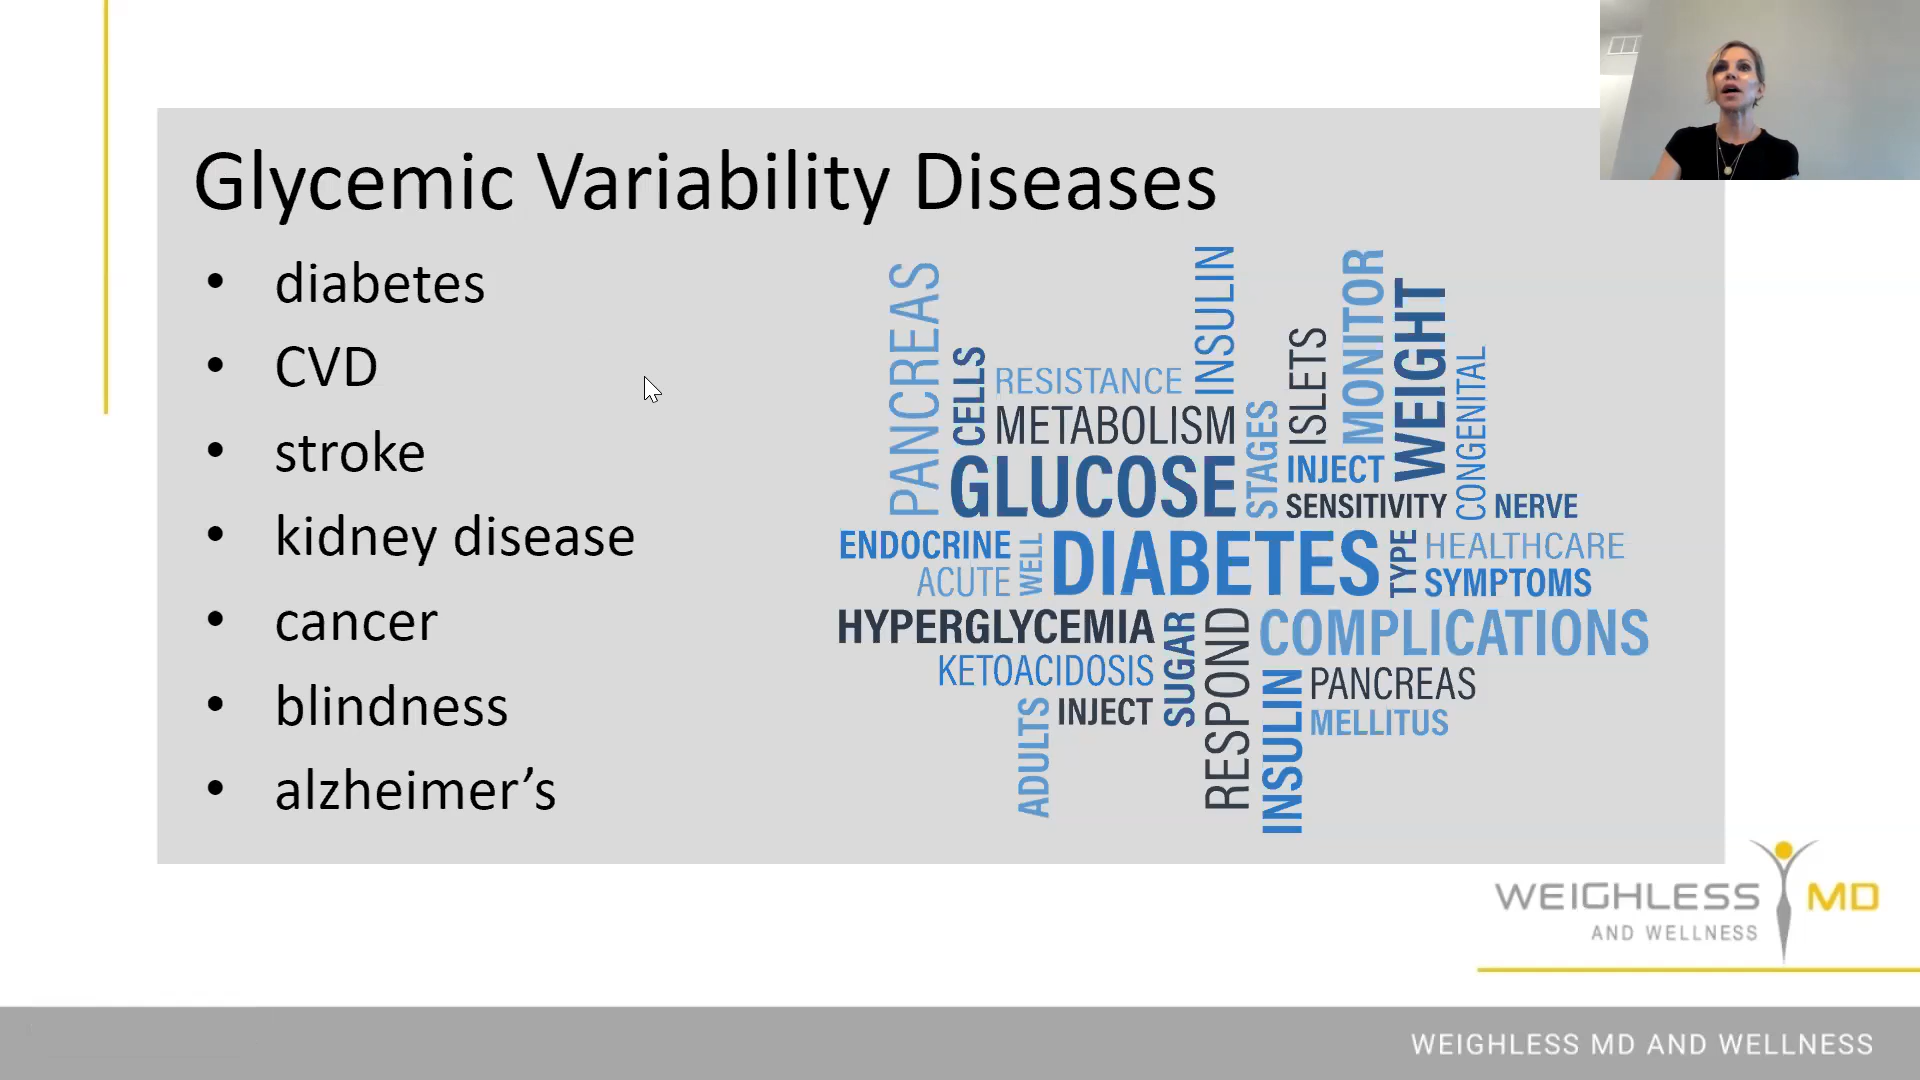 Glycemic Variability Diseases
• diabetes
• CVD
• stroke
• kidney disease
• cancer
• blindness
• alzheimer’s
PANCREAS
CELLS
RESISTANCE
INSULIN
METABOLISM
GLUCOSE
STAGES
ISLETS
MONITOR
WEIGHT
CONGENITAL
INJECT
SENSITIVITY
NERVE
ENDOCRINE
ACUTE
WELL
DIABETES
TYPE
HEALTHCARE
SYMPTOMS
HYPERGLYCEMIA
KETOACIDOSIS
SUGAR
RESPOND
COMPLICATIONS
ADULTS
INJECT
INSULIN
PANCREAS
MELLITUS
WEIGHLESS MD
AND WELLNESS
WEIGHLESS MD AND WELLNESS